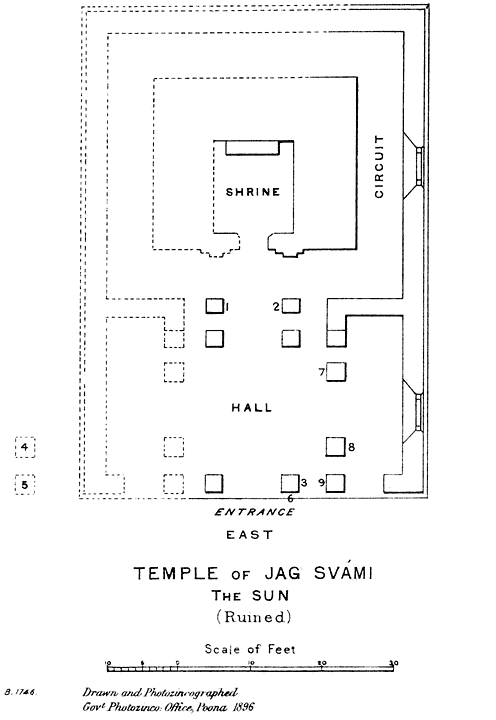 CIRCUIT
SHRINE
1 2
7
HALL
4 8
5 3 9
6
ENTRANCE
EAST
TEMPLE OF JAG SVÁMI
THE SUN
(Ruined)
Scale of Feet
10 5 0 10 20 30
B. 1746. Drawn and Photozincographed
Govt Photozinco: Office, Poona 1896